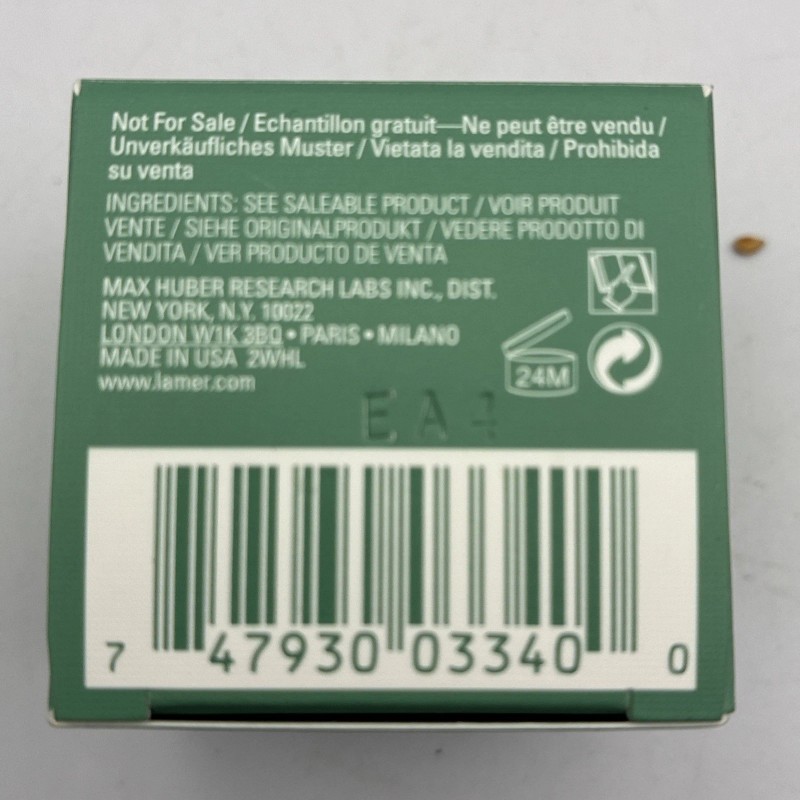 Not For Sale / Echantillon gratuit—Ne peut être vendu /
Unverkäufliches Muster / Vietata la vendita / Prohibida
su venta
INGREDIENTS: SEE SALEABLE PRODUCT / VOIR PRODUIT
VENTE / SIEHE ORIGINALPRODUKT / VEDERE PRODOTTO DI
VENDITA / VER PRODUCTO DE VENTA
MAX HUBER RESEARCH LABS INC., DIST.
NEW YORK, N.Y. 10022
LONDON W1K 3BQ • PARIS • MILANO
MADE IN USA 2WHL
www.lamer.com
24M
EA4
7 47930 03340 0